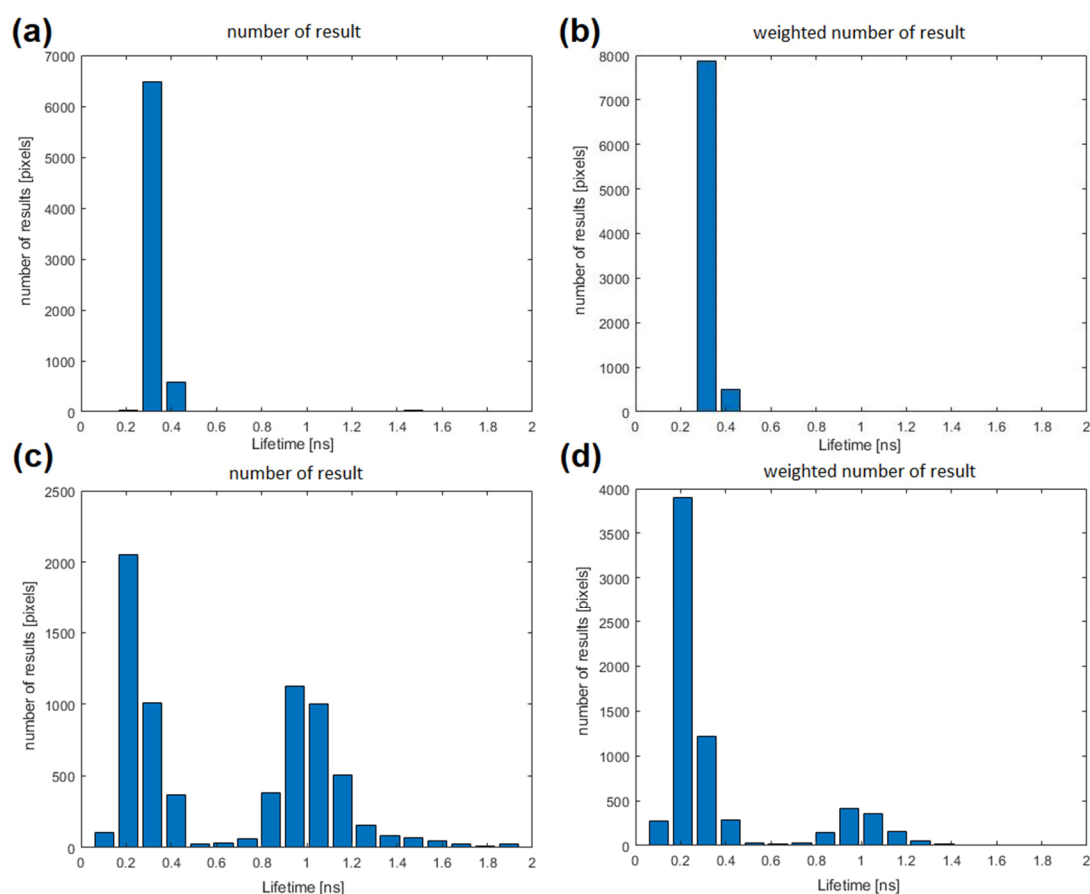 (a)
number of result
number of results [pixels]
7000
6000
5000
4000
3000
2000
1000
0
0 0.2 0.4 0.6 0.8 1 1.2 1.4 1.6 1.8 2
Lifetime [ns]
(b)
weighted number of result
number of results [pixels]
8000
7000
6000
5000
4000
3000
2000
1000
0
0 0.2 0.4 0.6 0.8 1 1.2 1.4 1.6 1.8 2
Lifetime [ns]
(c)
number of result
number of results [pixels]
2500
2000
1500
1000
500
0
0 0.2 0.4 0.6 0.8 1 1.2 1.4 1.6 1.8 2
Lifetime [ns]
(d)
weighted number of result
number of results [pixels]
4000
3500
3000
2500
2000
1500
1000
500
0
0 0.2 0.4 0.6 0.8 1 1.2 1.4 1.6 1.8 2
Lifetime [ns]